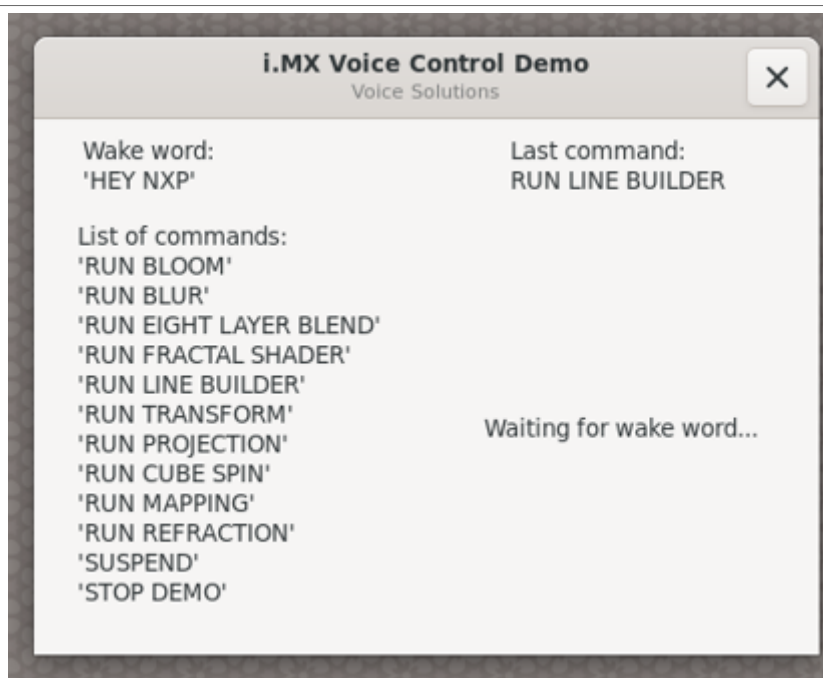 i.MX Voice Control Demo
Voice Solutions
Wake word:
'HEY NXP'
Last command:
RUN LINE BUILDER
List of commands:
'RUN BLOOM'
'RUN BLUR'
'RUN EIGHT LAYER BLEND'
'RUN FRACTAL SHADER'
'RUN LINE BUILDER'
'RUN TRANSFORM'
'RUN PROJECTION'
'RUN CUBE SPIN'
'RUN MAPPING'
'RUN REFRACTION'
'SUSPEND'
'STOP DEMO'
Waiting for wake word...